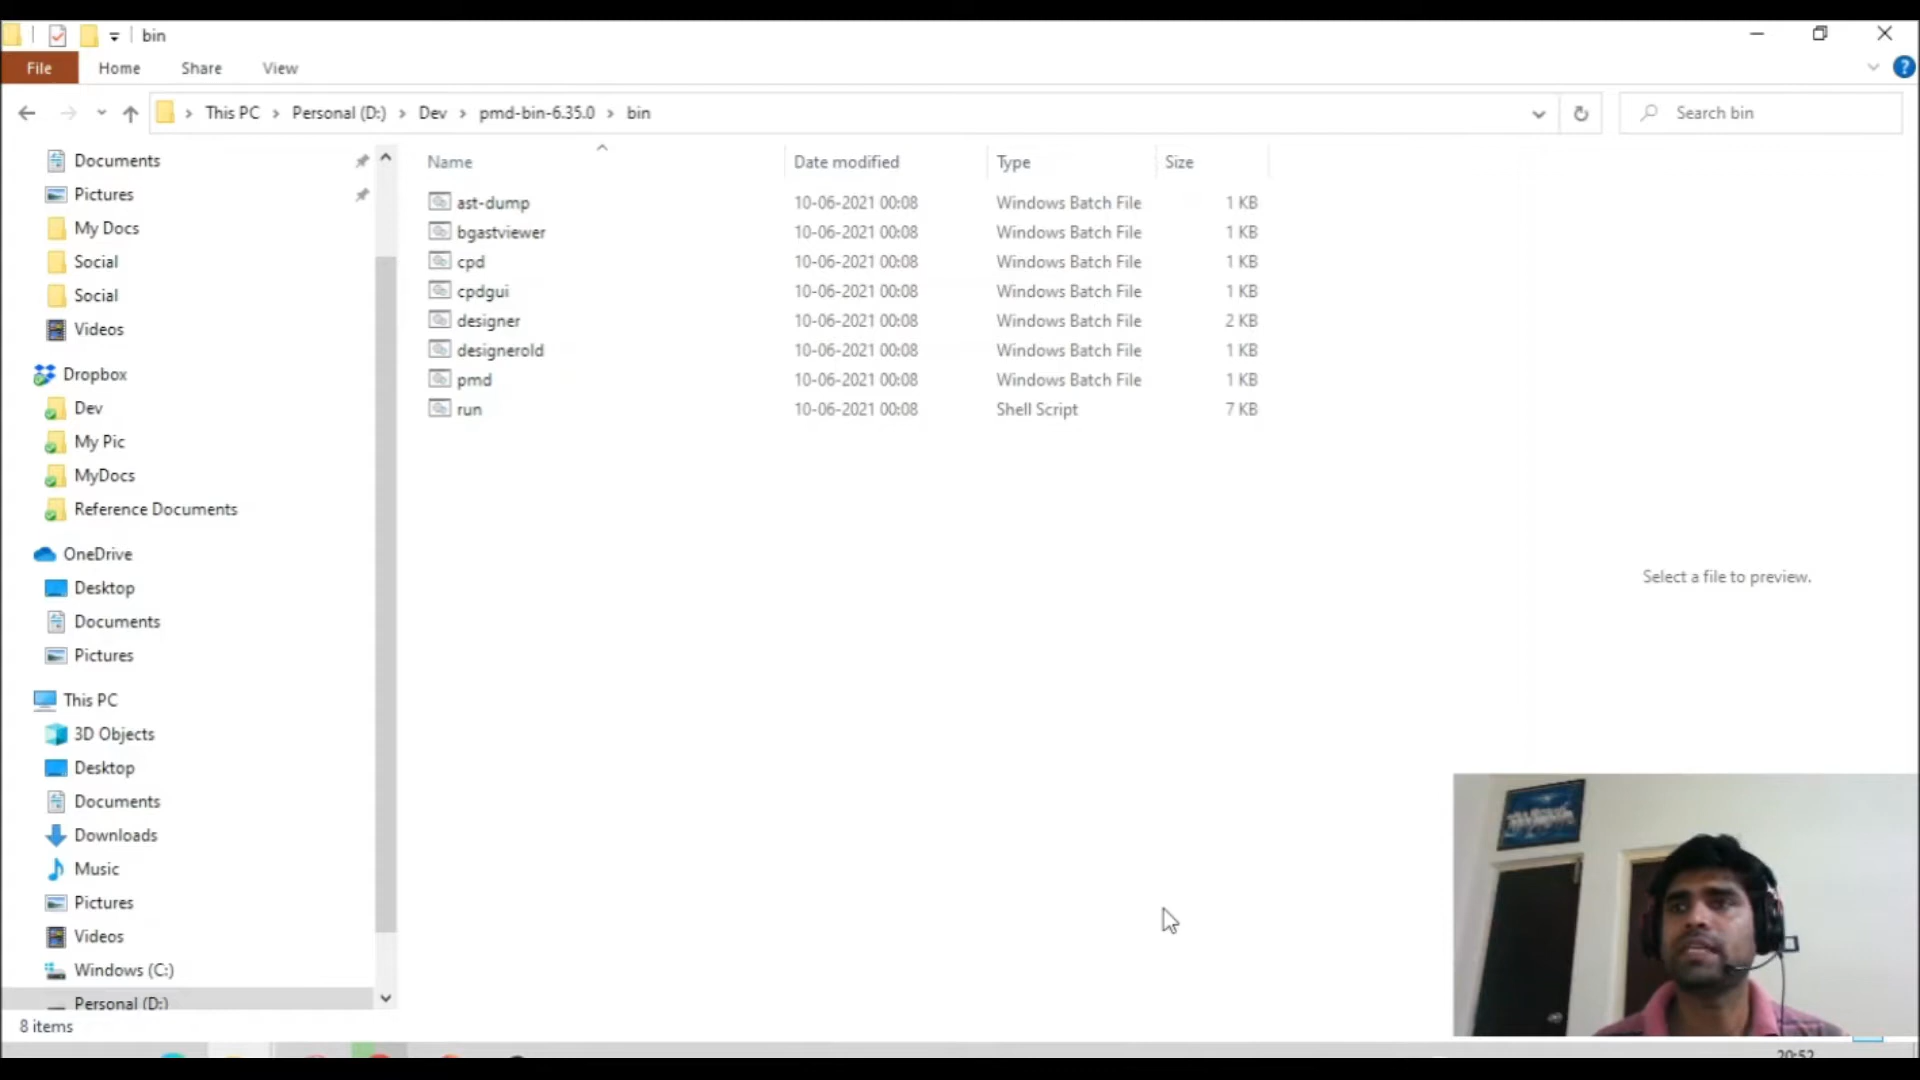 bin
File Home Share View
This PC Personal (D:) Dev pmd-bin-6.35.0 bin
Search bin
Documents
Pictures
My Docs
Social
Social
Videos
Dropbox
Dev
My Pic
MyDocs
Reference Documents
OneDrive
Desktop
Documents
Pictures
This PC
3D Objects
Desktop
Documents
Downloads
Music
Pictures
Videos
Windows (C:)
Personal (D:)
Name Date modified Type Size
ast-dump 10-06-2021 00:08 Windows Batch File 1 KB
bgastviewer 10-06-2021 00:08 Windows Batch File 1 KB
cpd 10-06-2021 00:08 Windows Batch File 1 KB
cpdgui 10-06-2021 00:08 Windows Batch File 1 KB
designer 10-06-2021 00:08 Windows Batch File 2 KB
designerold 10-06-2021 00:08 Windows Batch File 1 KB
pmd 10-06-2021 00:08 Windows Batch File 1 KB
run 10-06-2021 00:08 Shell Script 7 KB
Select a file to preview.
8 items
20:52